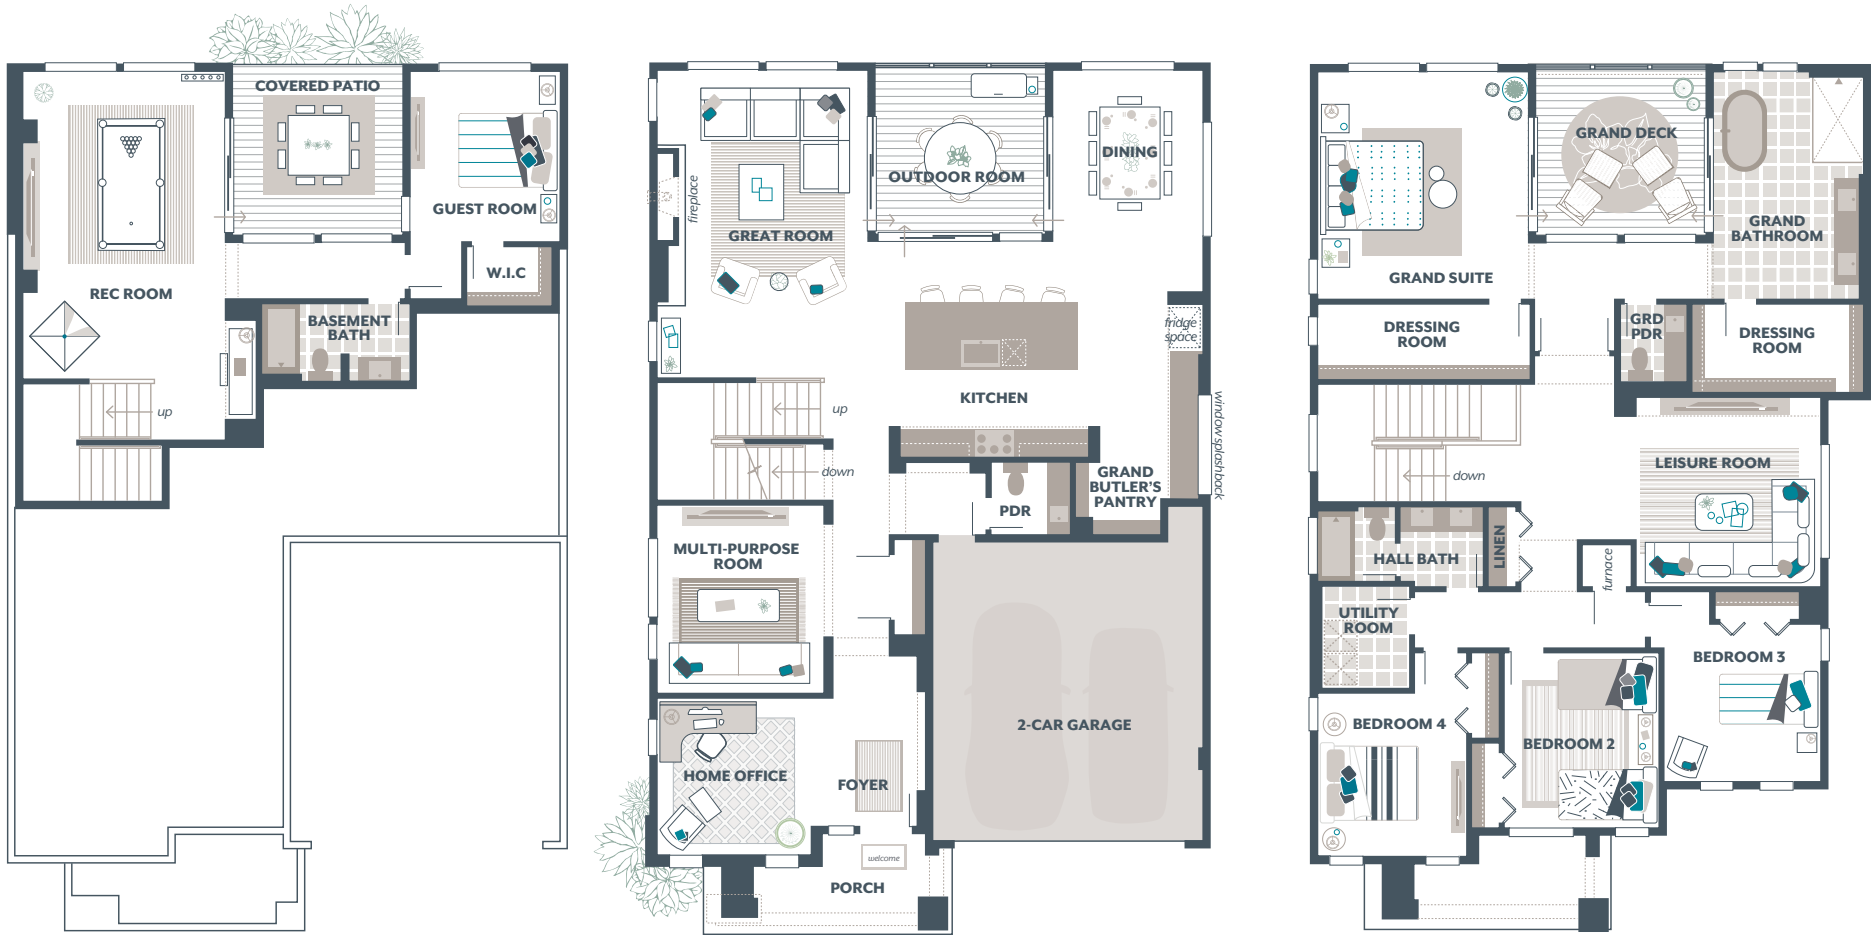 COVERED PATIO
GUEST ROOM
W.I.C
REC ROOM
BASEMENT
BATH
up
fireplace
GREAT ROOM
OUTDOOR ROOM
DINING
fridge
space
KITCHEN
up
down
window splashback
GRAND
BUTLER'S
PANTRY
PDR
MULTI-PURPOSE
ROOM
2-CAR GARAGE
HOME OFFICE
FOYER
welcome
PORCH
GRAND DECK
GRAND
BATHROOM
GRAND SUITE
DRESSING
ROOM
GRD
PDR
DRESSING
ROOM
LEISURE ROOM
down
HALL BATH
LINEN
furnace
UTILITY
ROOM
BEDROOM 3
BEDROOM 4
BEDROOM 2